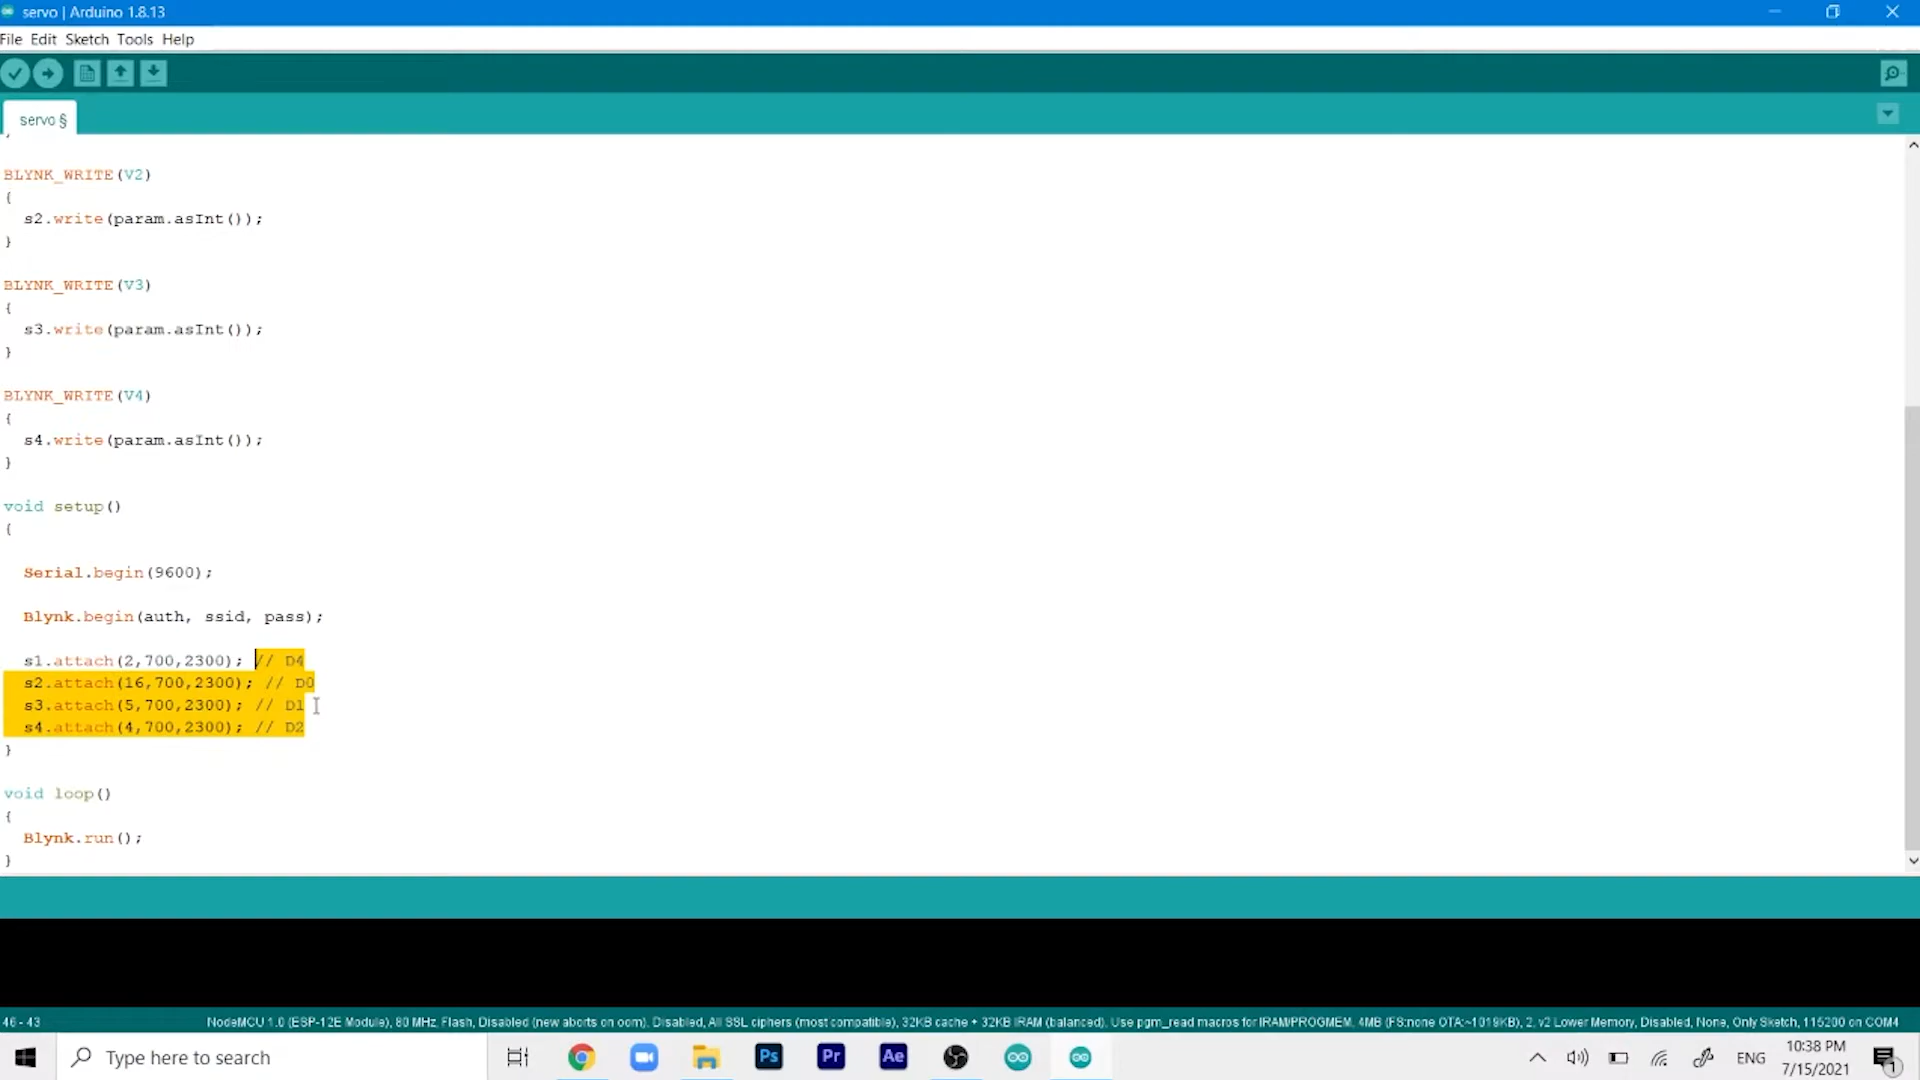 servo | Arduino 1.8.13
File Edit Sketch Tools Help
servo §
BLYNK_WRITE(V2)
{
s2.write(param.asInt());
}
BLYNK_WRITE(V3)
{
s3.write(param.asInt());
}
BLYNK_WRITE(V4)
{
s4.write(param.asInt());
}
void setup()
{
Serial.begin(9600);
Blynk.begin(auth, ssid, pass);
s1.attach(2,700,2300); // D4
s2.attach(16,700,2300); // D0
s3.attach(5,700,2300); // D1
s4.attach(4,700,2300); // D2
}
void loop()
{
Blynk.run();
}
46 - 43 NodeMCU 1.0 (ESP-12E Module), 80 MHz, Flash, Disabled (new aborts on oom), Disabled, All SSL ciphers (most compatible), 32KB cache + 32KB IRAM (balanced), Use pgm_read macros for IRAM/PROGMEM, 4MB (FS:none OTA:~1019KB), 2, v2 Lower Memory, Disabled, None, Only Sketch, 115200 on COM4
Type here to search Ps Pr Ae ENG 10:38 PM
7/15/2021 1